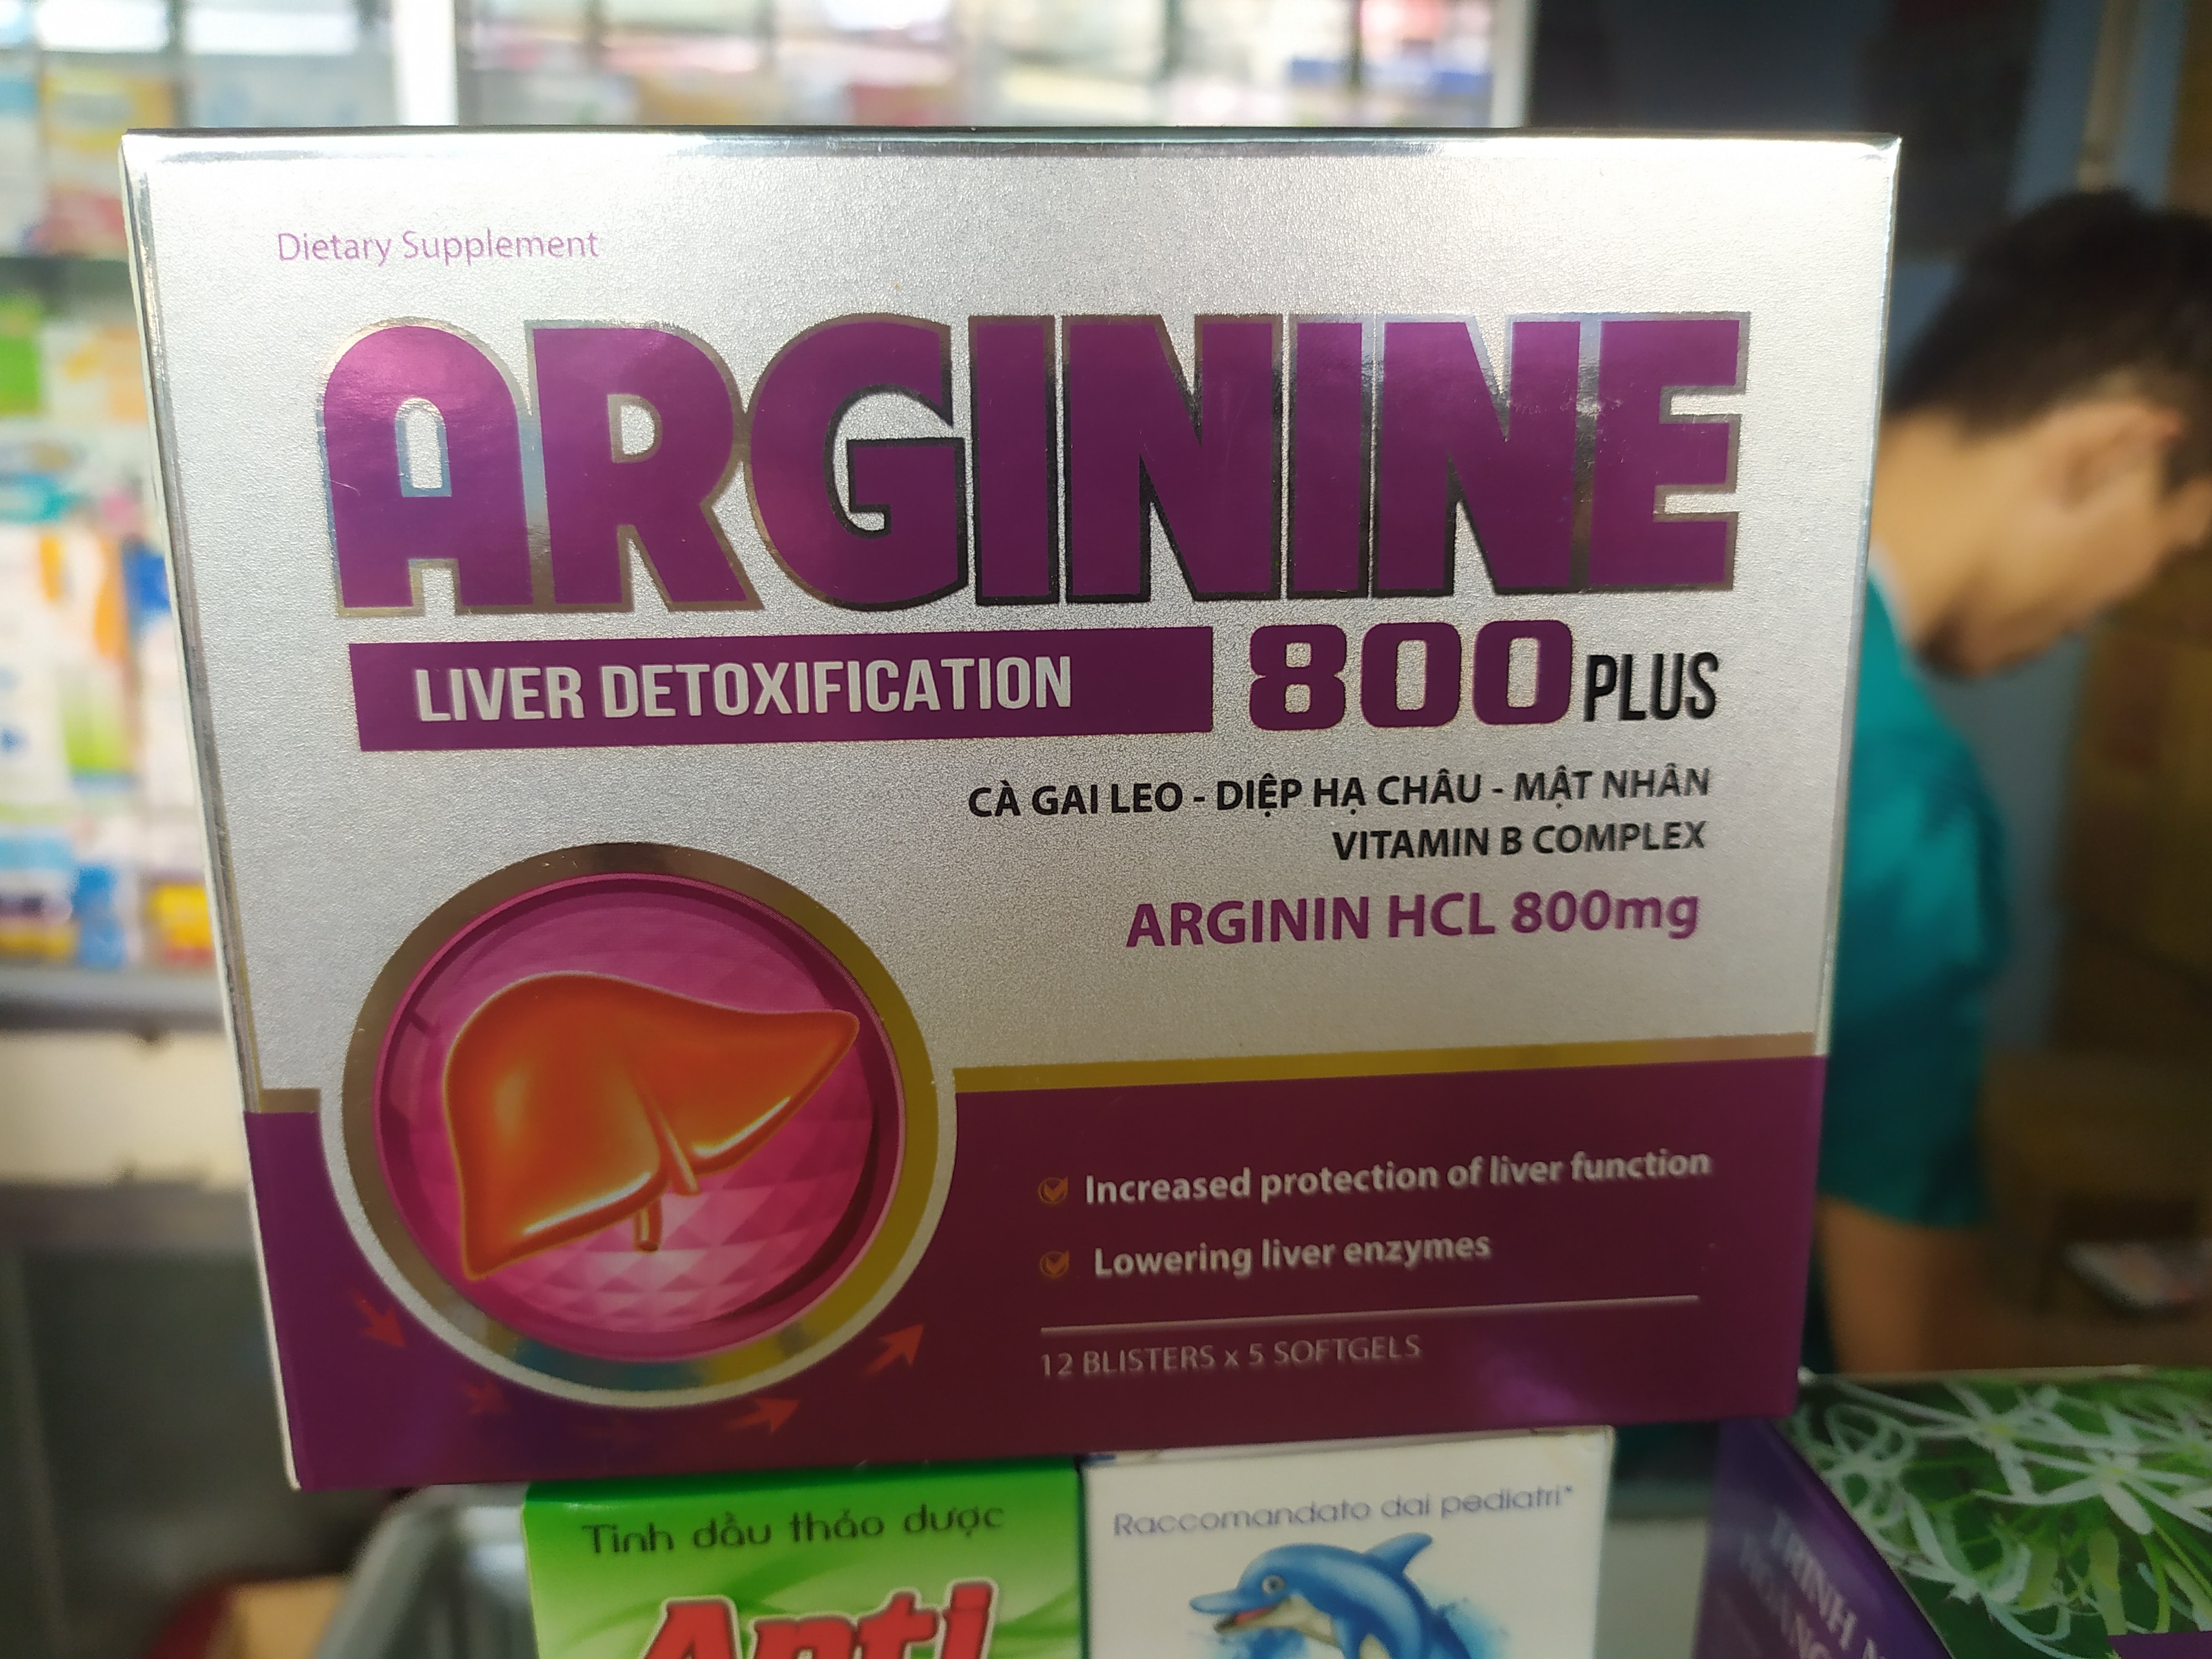 Dietary Supplement
ARGININE
LIVER DETOXIFICATION 800 PLUS
CÀ GAI LEO - DIỆP HẠ CHÂU - MẬT NHÂN
VITAMIN B COMPLEX
ARGININ HCL 800mg
Increased protection of liver function
Lowering liver enzymes
12 BLISTERS x 5 SOFTGELS
Tinh dầu thảo dược
Anti
Raccomandato dai pediatri*
TRINH